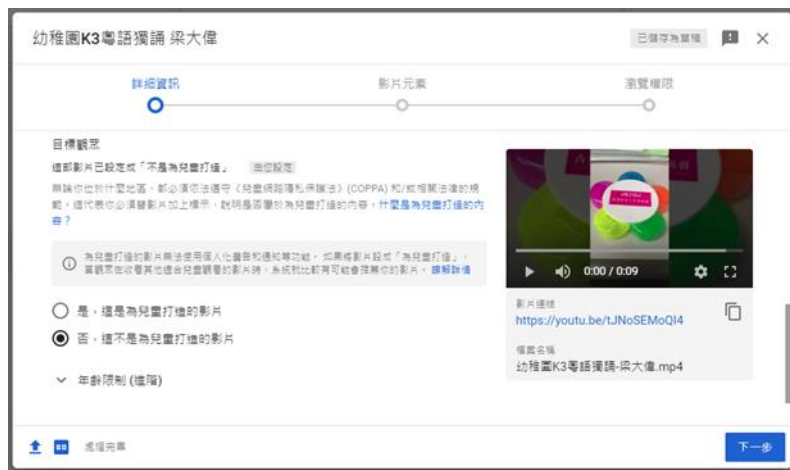 幼稚園K3粵語獨誦 梁大偉
已儲存為草稿
詳細資訊
影片元素
瀏覽權限
目標觀眾
這部影片已設定成「不是為兒童打造」 由您設定
無論你位於什麼地區，都必須依法遵守《兒童網路隱私保護法》(COPPA) 和/或相關法律的規
範，這代表你必須替影片加上標示，說明是否屬於為兒童打造的內容。什麼是為兒童打造的內
容？
為兒童打造的影片無法使用個人化廣告和通知等功能。如果將影片設成「為兒童打造」，
當觀眾在收看其他適合兒童觀看的影片時，系統就比較有可能會推薦你的影片。瞭解詳情
是，這是為兒童打造的影片
否，這不是為兒童打造的影片
年齡限制 (進階)
0:00 / 0:09
影片連結
https://youtu.be/tJNoSEMoQI4
檔案名稱
幼稚園K3粵語獨誦-梁大偉.mp4
處理完畢
下一步